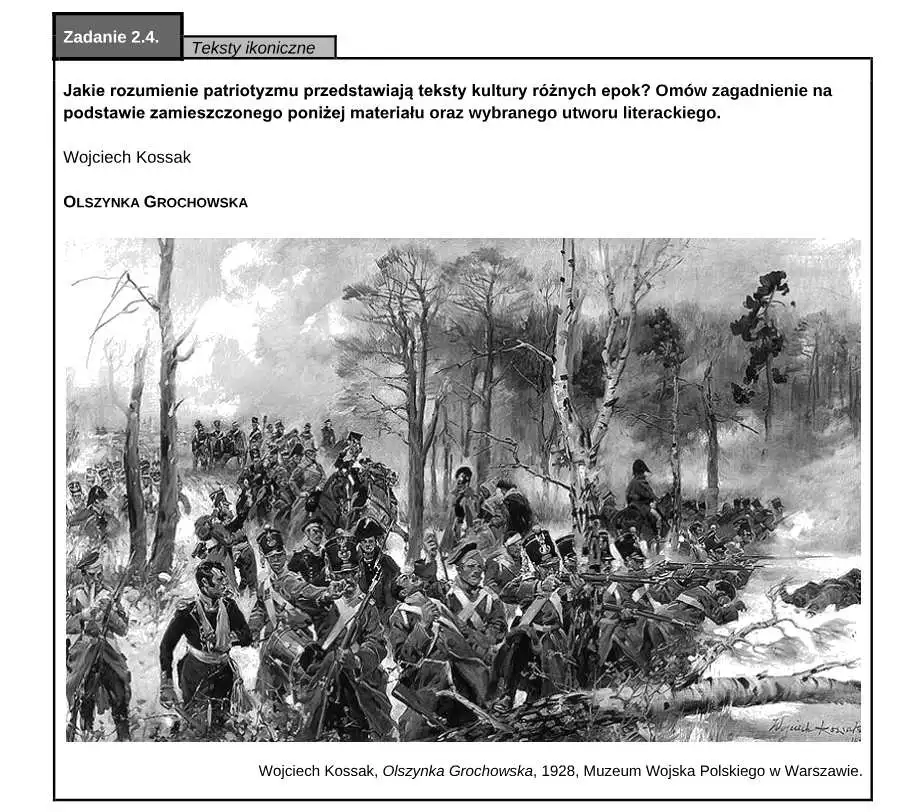 Zadanie 2.4.
Teksty ikoniczne
Jakie rozumienie patriotyzmu przedstawiają teksty kultury różnych epok? Omów zagadnienie na
podstawie zamieszczonego poniżej materiału oraz wybranego utworu literackiego.
Wojciech Kossak
OLSZYNKA GROCHOWSKA
Wojciech Kossak
Wojciech Kossak, Olszynka Grochowska, 1928, Muzeum Wojska Polskiego w Warszawie.